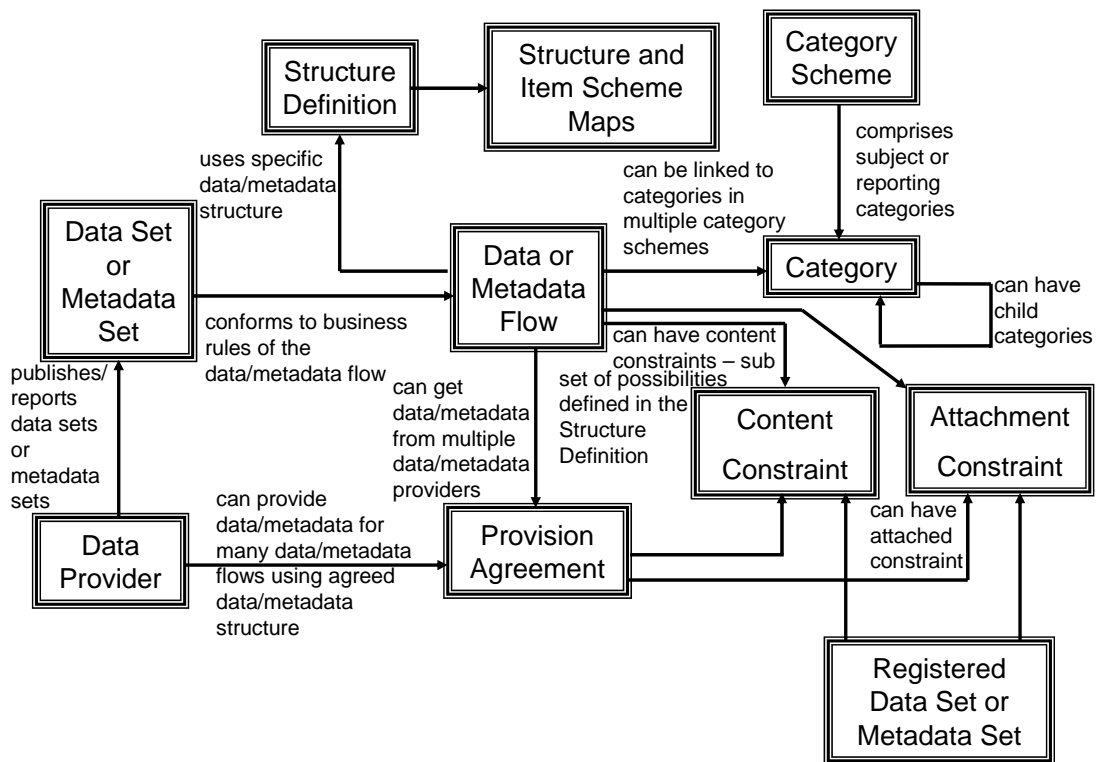 Structure
Definition
Structure and
Item Scheme
Maps
Category
Scheme
uses specific
data/metadata
structure
can be linked to
categories in
multiple category
schemes
comprises
subject or
reporting
categories
Data Set
or
Metadata
Set
Data or
Metadata
Flow
Category
can have
child
categories
conforms to business
rules of the
data/metadata flow
can have content
constraints – sub
set of possibilities
defined in the
Structure
Definition
publishes/
reports
data sets
or
metadata
sets
can get
data/metadata
from multiple
data/metadata
providers
Content
Constraint
Attachment
Constraint
can provide
data/metadata for
many data/metadata
flows using agreed
data/metadata
structure
can have
attached
constraint
Data
Provider
Provision
Agreement
Registered
Data Set or
Metadata Set